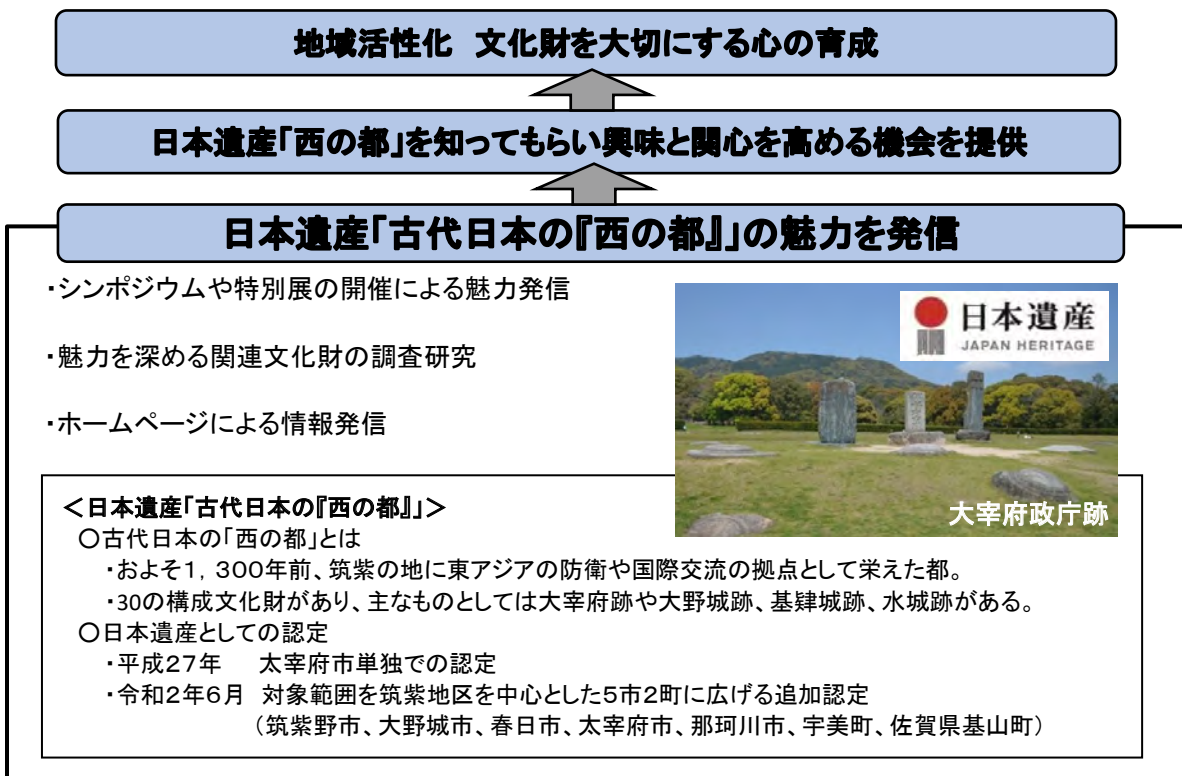 地域活性化 文化財を大切にする心の育成
日本遺産「西の都」を知ってもらい興味と関心を高める機会を提供
日本遺産「古代日本の『西の都』」の魅力を発信
・シンポジウムや特別展の開催による魅力発信
・魅力を深める関連文化財の調査研究
・ホームページによる情報発信
日本遺産
JAPAN HERITAGE
大宰府政庁跡
＜日本遺産「古代日本の『西の都』」＞
〇古代日本の「西の都」とは
・およそ1，300年前、筑紫の地に東アジアの防衛や国際交流の拠点として栄えた都。
・30の構成文化財があり、主なものとしては大宰府跡や大野城跡、基肄城跡、水城跡がある。
〇日本遺産としての認定
・平成27年　太宰府市単独での認定
・令和2年6月　対象範囲を筑紫地区を中心とした5市2町に広げる追加認定
（筑紫野市、大野城市、春日市、太宰府市、那珂川市、宇美町、佐賀県基山町）